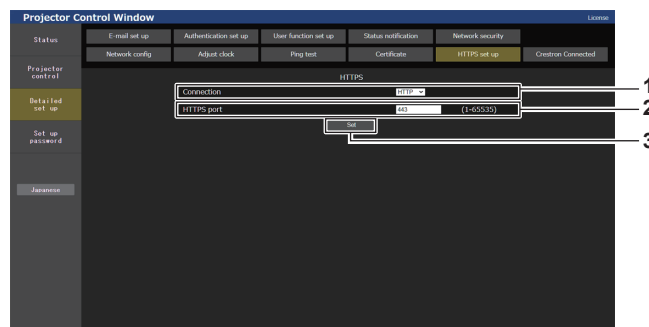 Projector Control Window
License
Status
E-mail set up
Authentication set up
User function set up
Status notification
Network security
Network config
Adjust clock
Ping test
Certificate
HTTPS set up
Crestron Connected
Projector
control
Detailed
set up
Set up
password
Japanese
HTTPS
Connection
HTTP
1
HTTPS port
443
(1-65535)
2
Set
3